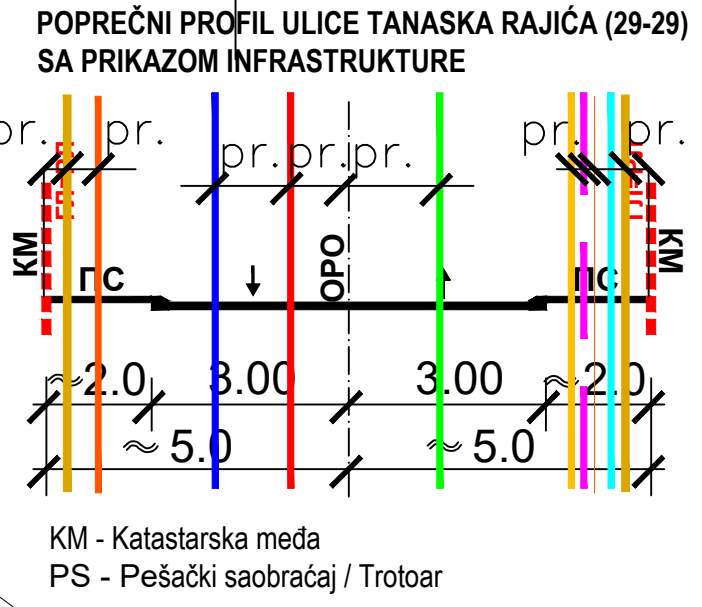 POPREČNI PROFIL ULICE TANASKA RAJIĆA (29-29)
SA PRIKAZOM INFRASTRUKTURE
pr. pr. pr. pr.
pr. pr. pr.
КМ ОРО КМ
ПС ПС
≈2.0 3.00 3.00 ≈2.0
≈ 5.0 ≈ 5.0
KM - Katastarska međa
PS - Pešački saobraćaj / Trotoar